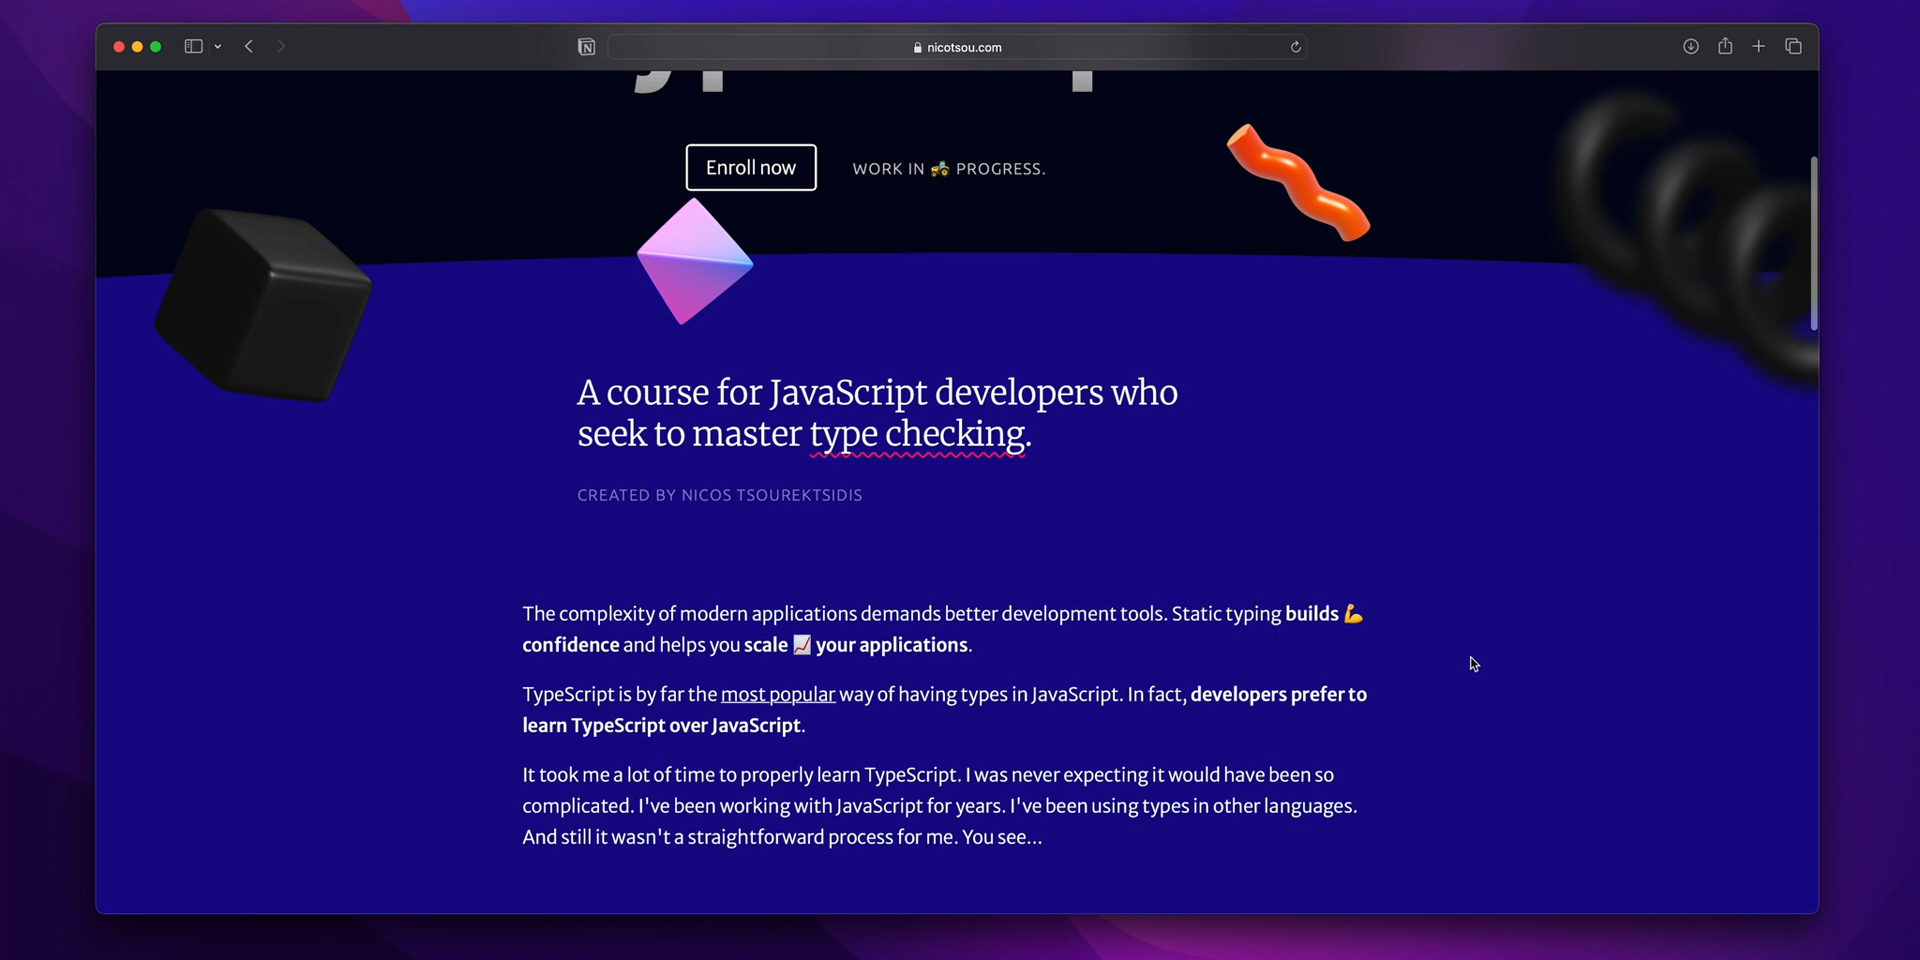 nicotsou.com
Enroll now
WORK IN 🚜 PROGRESS.
A course for JavaScript developers who
seek to master type checking.
CREATED BY NICOS TSOUREKTSIDIS
The complexity of modern applications demands better development tools. Static typing builds 💪
confidence and helps you scale 📈 your applications.
TypeScript is by far the most popular way of having types in JavaScript. In fact, developers prefer to
learn TypeScript over JavaScript.
It took me a lot of time to properly learn TypeScript. I was never expecting it would have been so
complicated. I've been working with JavaScript for years. I've been using types in other languages.
And still it wasn't a straightforward process for me. You see...